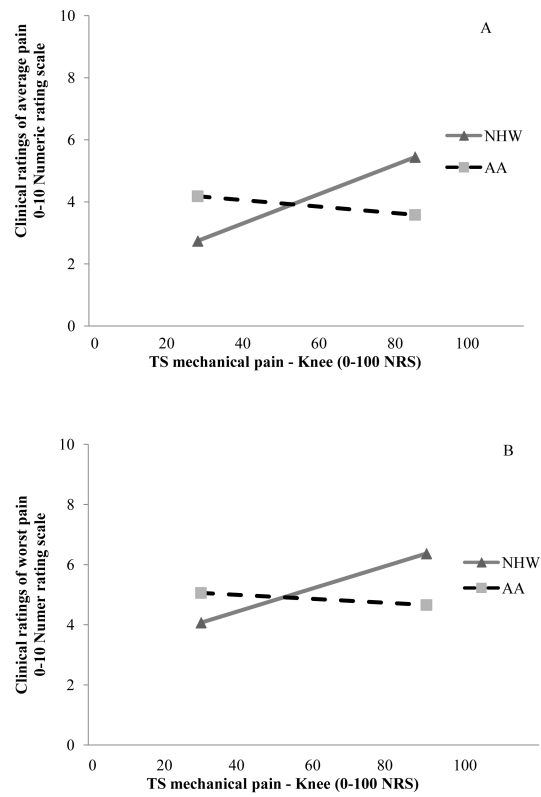 A
10
8
6
4
2
0
Clinical ratings of average pain
0-10 Numeric rating scale
NHW
AA
0 20 40 60 80 100
TS mechanical pain - Knee (0-100 NRS)
B
10
8
6
4
2
0
Clinical ratings of worst pain
0-10 Numer rating scale
NHW
AA
0 20 40 60 80 100
TS mechanical pain - Knee (0-100 NRS)